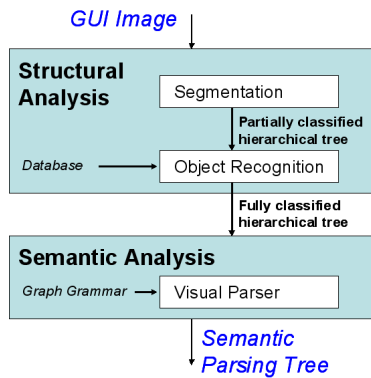 GUI Image
Structural
Analysis
Segmentation
Partially classified
hierarchical tree
Database
Object Recognition
Fully classified
hierarchical tree
Semantic Analysis
Graph Grammar
Visual Parser
Semantic
Parsing Tree